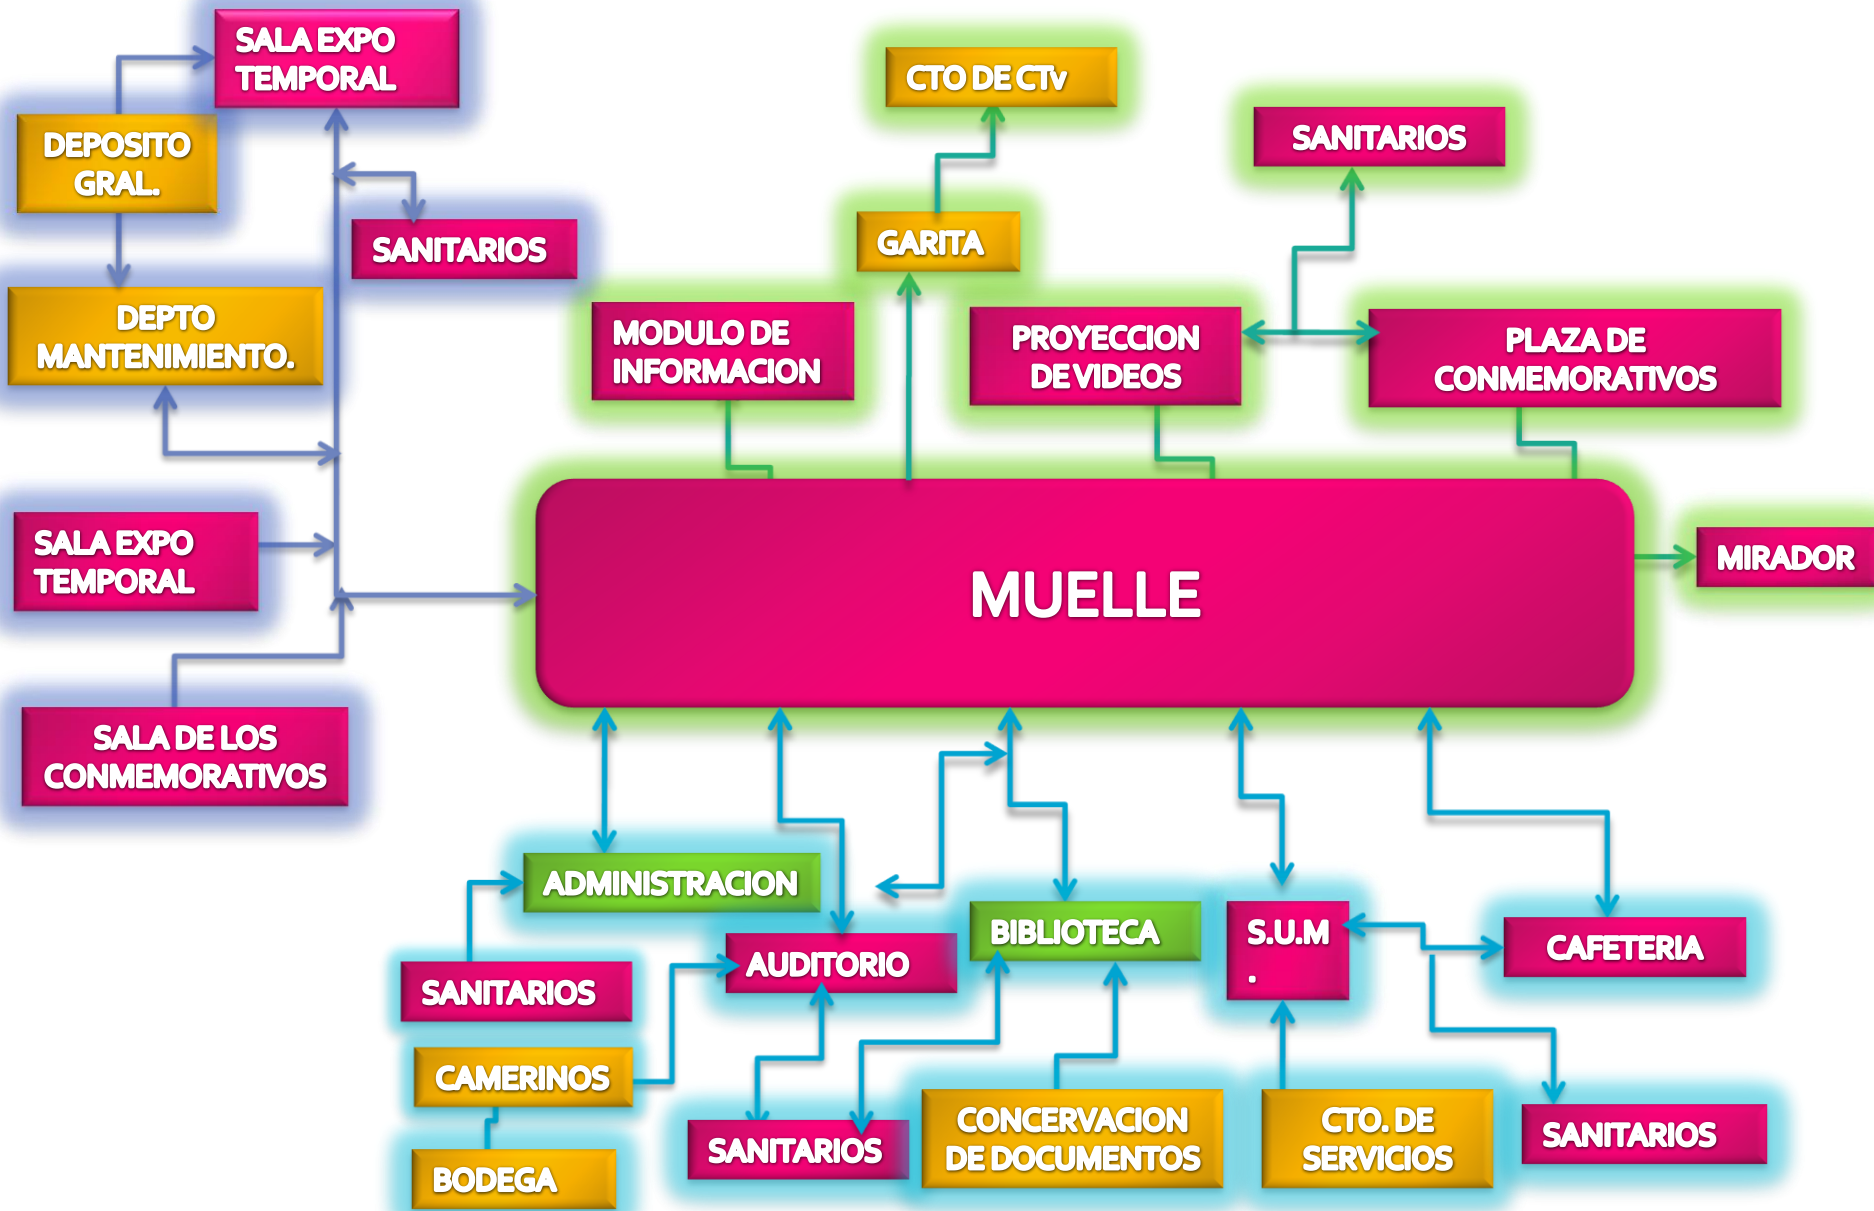 SALA EXPO
TEMPORAL
CTO DE CTv
DEPOSITO
GRAL.
SANITARIOS
SANITARIOS
GARITA
DEPTO
MANTENIMIENTO.
MODULO DE
INFORMACION
PROYECCION
DE VIDEOS
PLAZA DE
CONMEMORATIVOS
SALA EXPO
TEMPORAL
MUELLE
MIRADOR
SALA DE LOS
CONMEMORATIVOS
ADMINISTRACION
AUDITORIO
BIBLIOTECA
S.U.M
.
CAFETERIA
SANITARIOS
CAMERINOS
BODEGA
SANITARIOS
CONCERVACION
DE DOCUMENTOS
CTO. DE
SERVICIOS
SANITARIOS